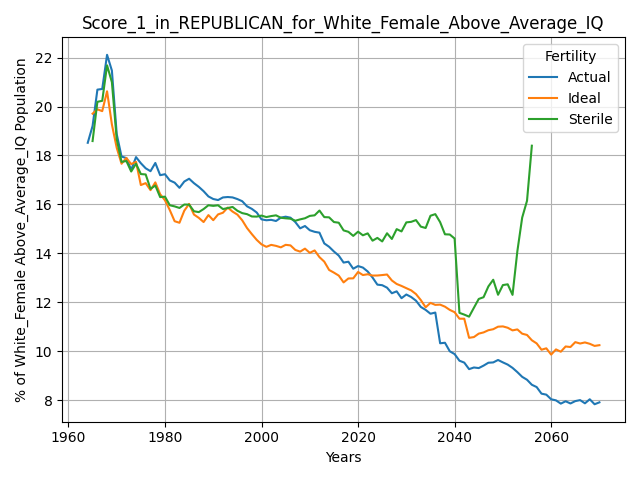 Score_1_in_REPUBLICAN_for_White_Female_Above_Average_IQ
Fertility
Actual
Ideal
Sterile
% of White_Female Above_Average_IQ Population
22
20
18
16
14
12
10
8
1960
1980
2000
2020
2040
2060
Years